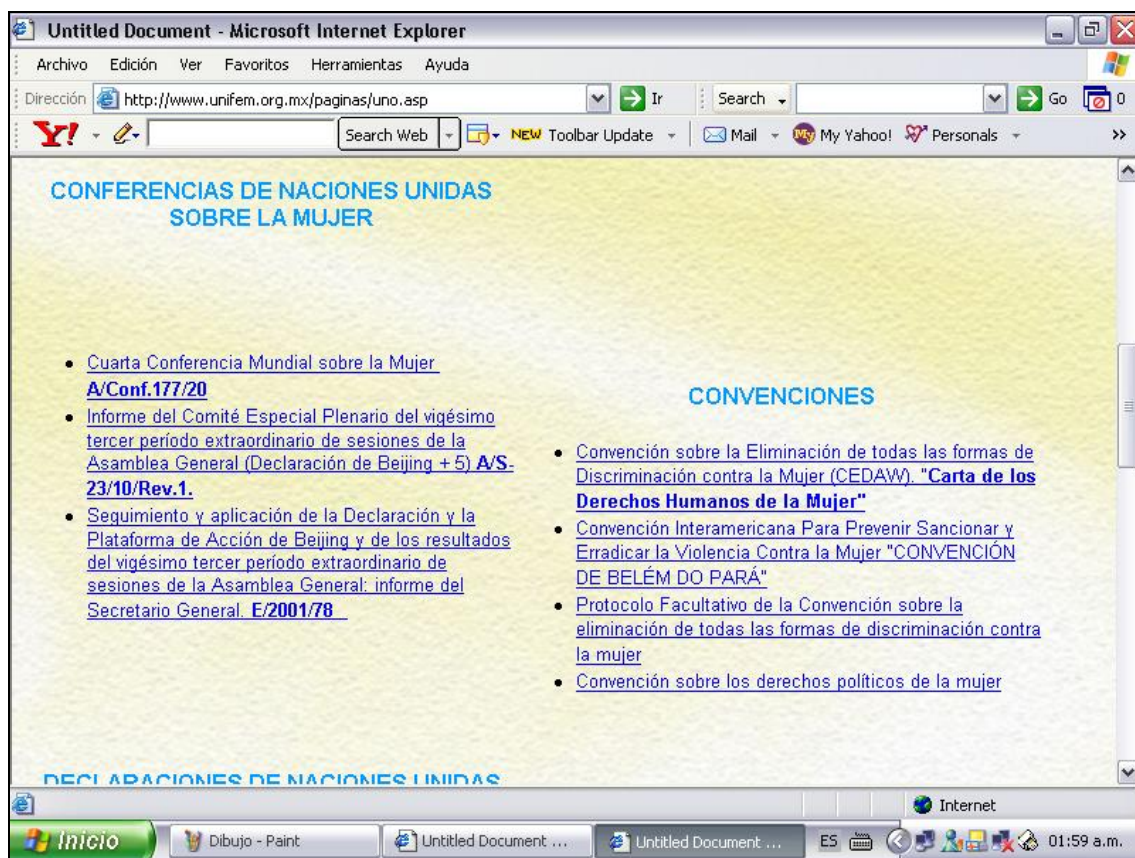 Untitled Document - Microsoft Internet Explorer
Archivo Edición Ver Favoritos Herramientas Ayuda
Dirección http://www.unifem.org.mx/paginas/uno.asp Ir Search Go 0
Y! Search Web NEW Toolbar Update Mail My My Yahoo! Personals »
CONFERENCIAS DE NACIONES UNIDAS
SOBRE LA MUJER
• Cuarta Conferencia Mundial sobre la Mujer
A/Conf.177/20
• Informe del Comité Especial Plenario del vigésimo
tercer período extraordinario de sesiones de la
Asamblea General (Declaración de Beijing + 5) A/S-
23/10/Rev.1.
• Seguimiento y aplicación de la Declaración y la
Plataforma de Acción de Beijing y de los resultados
del vigésimo tercer período extraordinario de
sesiones de la Asamblea General: informe del
Secretario General. E/2001/78
CONVENCIONES
• Convención sobre la Eliminación de todas las formas de
Discriminación contra la Mujer (CEDAW). "Carta de los
Derechos Humanos de la Mujer"
• Convención Interamericana Para Prevenir Sancionar y
Erradicar la Violencia Contra la Mujer "CONVENCIÓN
DE BELÉM DO PARÁ"
• Protocolo Facultativo de la Convención sobre la
eliminación de todas las formas de discriminación contra
la mujer
• Convención sobre los derechos políticos de la mujer
DECLARACIONES DE NACIONES UNIDAS
Internet
Inicio Dibujo - Paint Untitled Document ... Untitled Document ... ES 01:59 a.m.